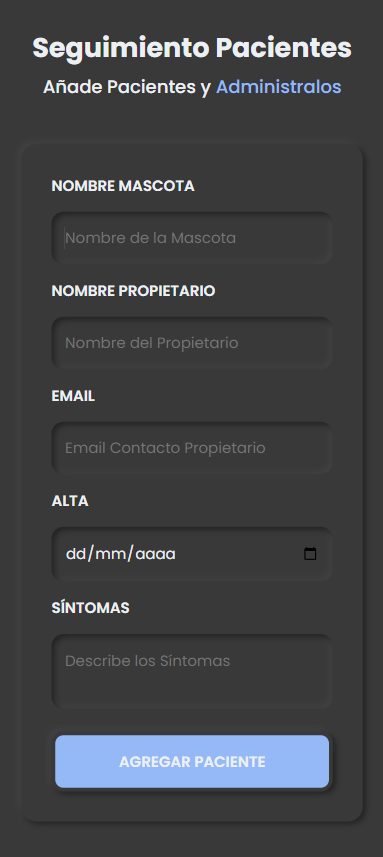 Seguimiento Pacientes
Añade Pacientes y Administralos
NOMBRE MASCOTA
Nombre de la Mascota
NOMBRE PROPIETARIO
Nombre del Propietario
EMAIL
Email Contacto Propietario
ALTA
dd/mm/aaaa
SÍNTOMAS
Describe los Síntomas
AGREGAR PACIENTE